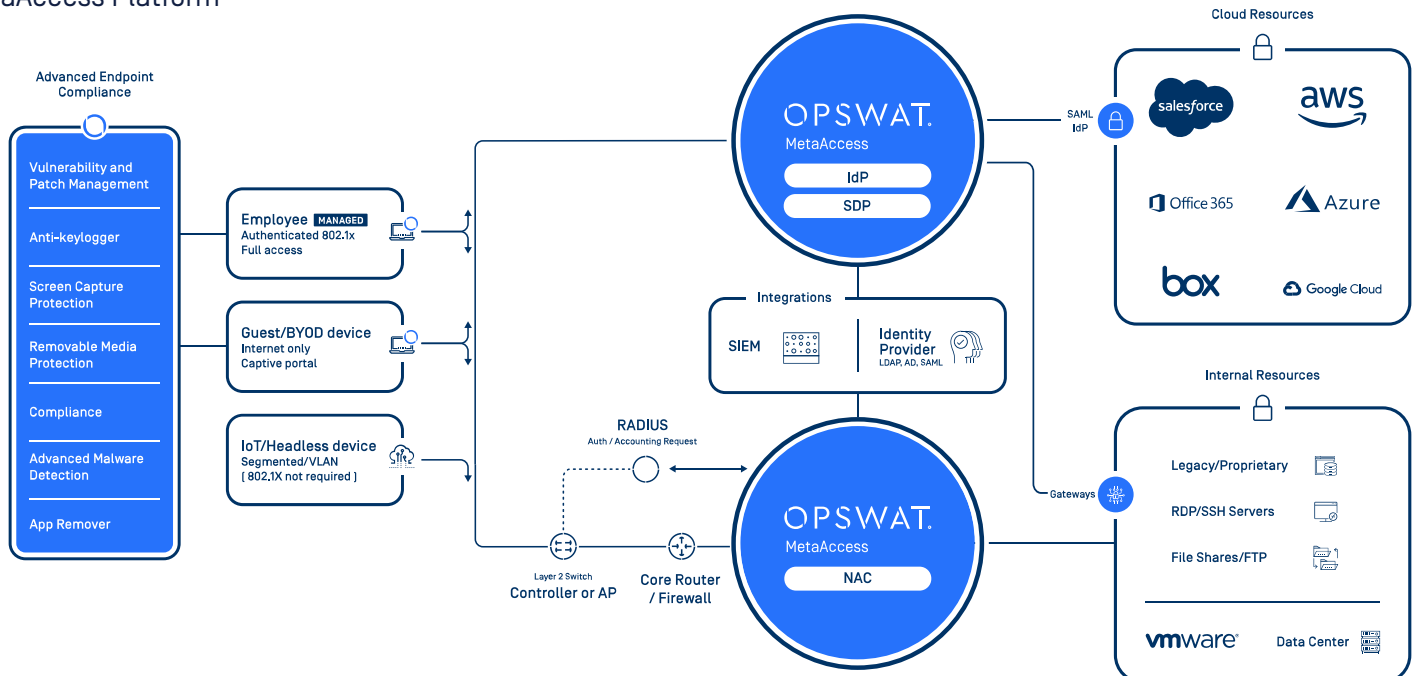 Access Platform
Advanced Endpoint
Compliance
Vulnerability and
Patch Management
Anti-keylogger
Screen Capture
Protection
Removable Media
Protection
Compliance
Advanced Malware
Detection
App Remover
Employee MANAGED
Authenticated 802.1x
Full access
Guest/BYOD device
Internet only
Captive portal
IoT/Headless device
Segmented/VLAN
[ 802.1X not required ]
RADIUS
Auth / Accounting Request
Layer 2 Switch
Controller or AP
Core Router
/ Firewall
OPSWAT.
MetaAccess
IdP
SDP
Integrations
SIEM
Identity
Provider
LDAP, AD, SAML
OPSWAT.
MetaAccess
NAC
SAML
IdP
Gateways
Cloud Resources
salesforce
aws
Office 365
Azure
box
Google Cloud
Internal Resources
Legacy/Proprietary
RDP/SSH Servers
File Shares/FTP
vmware®
Data Center